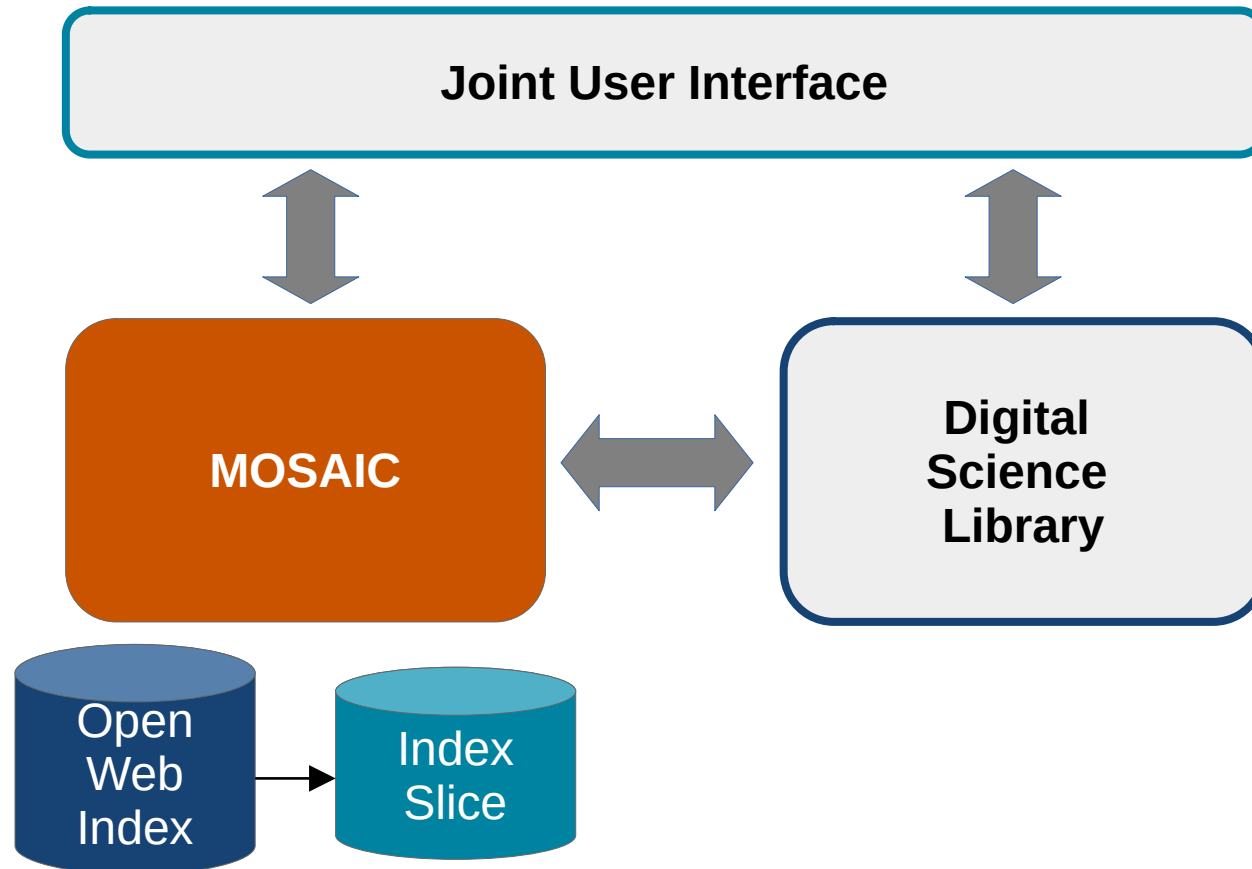 Joint User Interface
MOSAIC
Digital
Science
Library
Open
Web
Index
Index
Slice